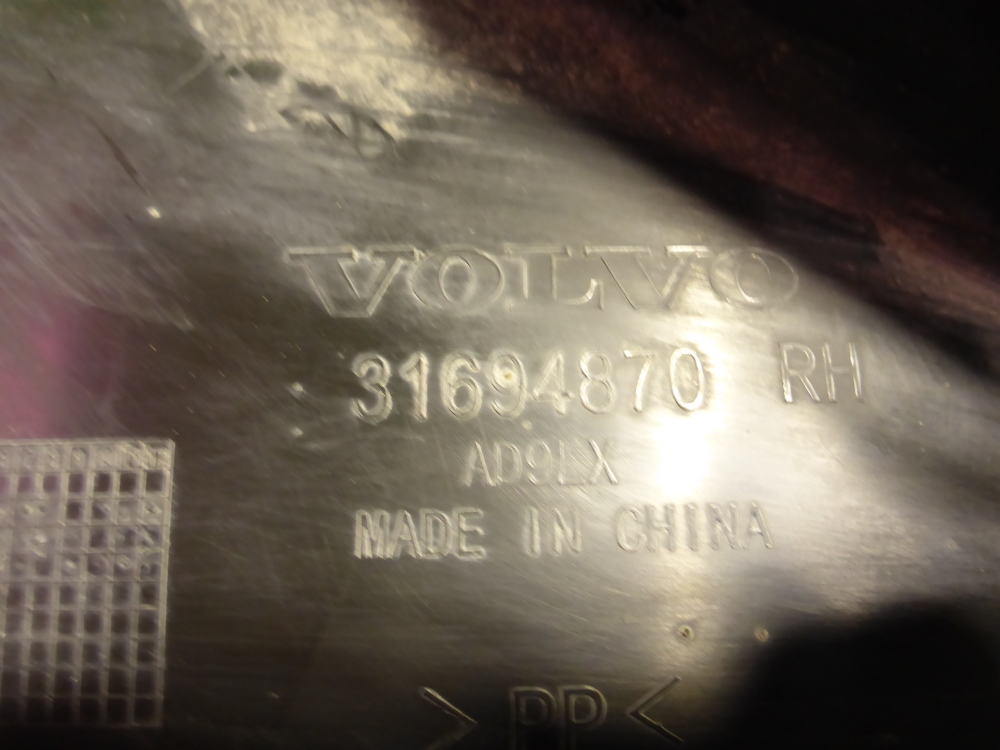 VOLVO
31694870 RH
AD9LX
MADE IN CHINA
>PP<